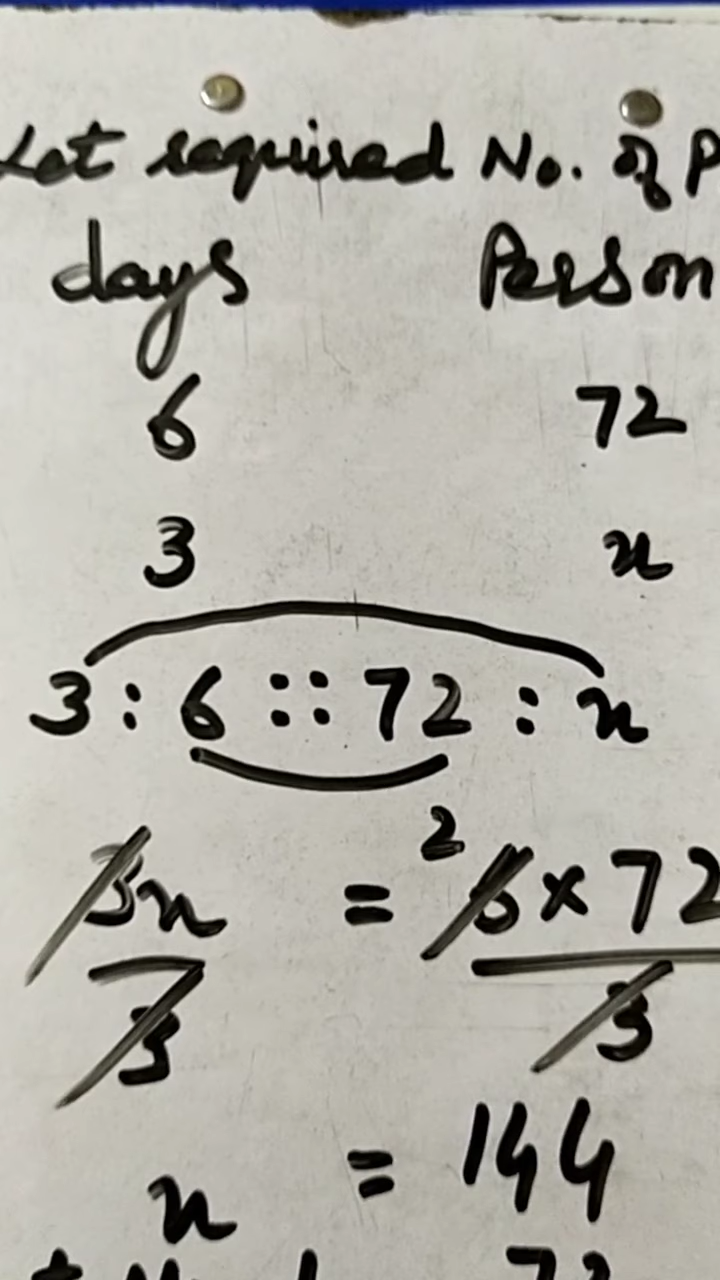 Let required No. of P
days Person
6 72
3 x
3 : 6 :: 72 : x
3x/3 = 2 6 x 72/3
x = 144
72